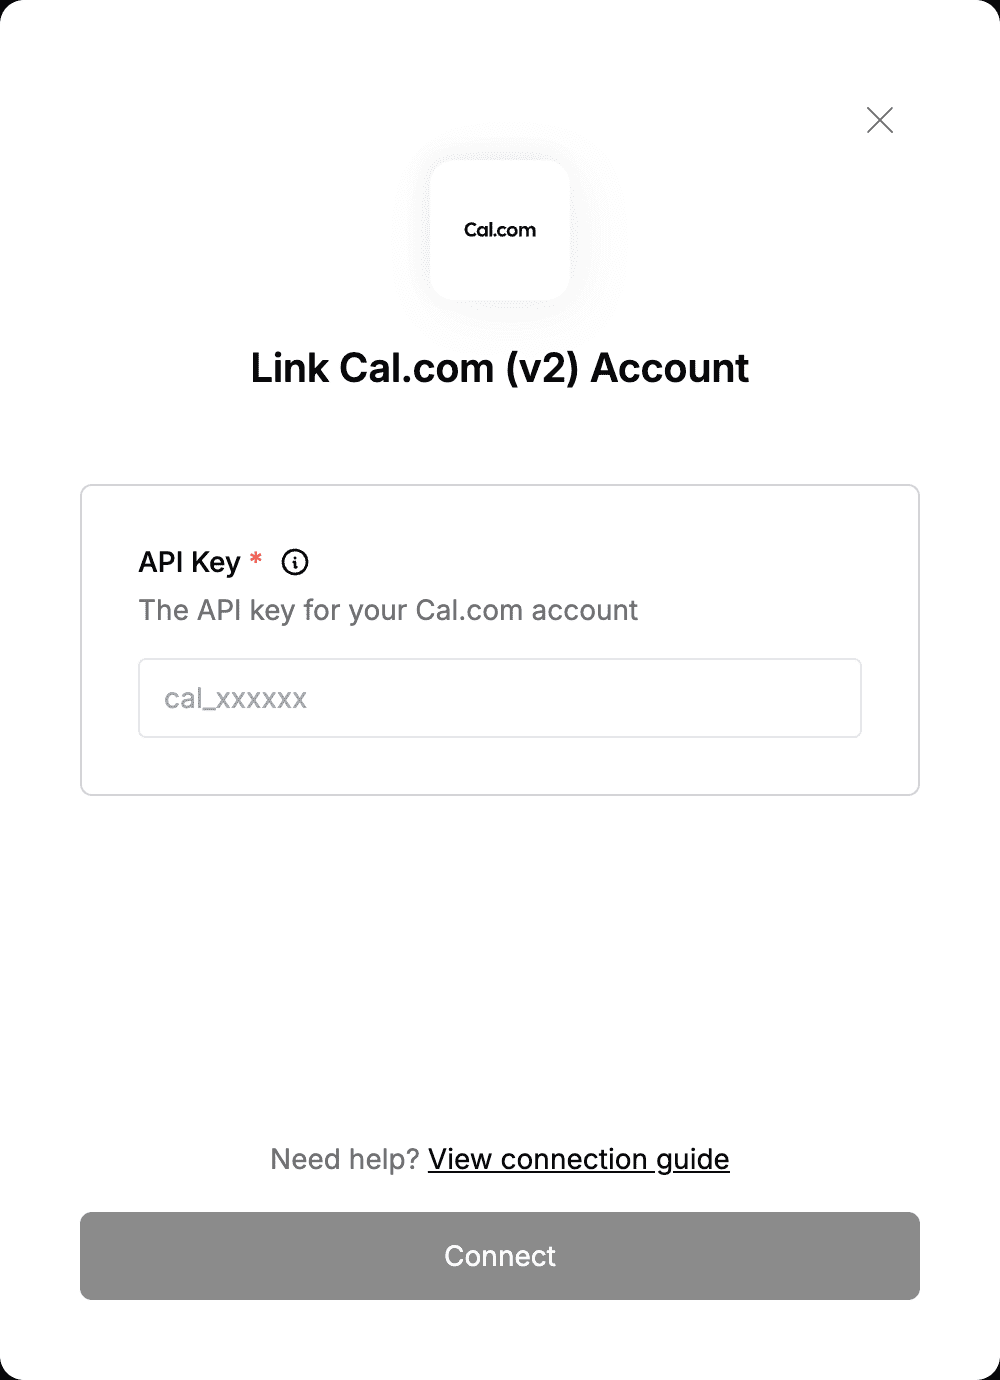 Cal.com
Link Cal.com (v2) Account
API Key *
The API key for your Cal.com account
cal_xxxxxx
Need help? View connection guide
Connect